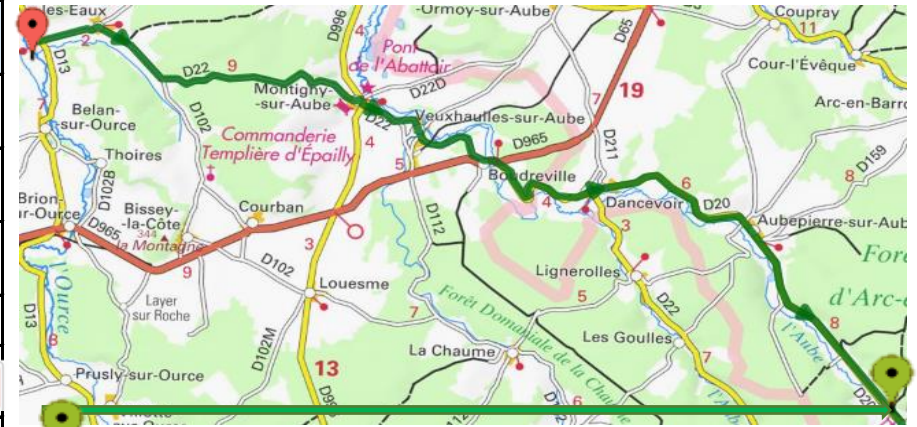 les-Eaux
D996
-Ormoy-sur-Aube
D65
Coupray
11
D13
2
4
Pont
de l'Abattoir
Cour-l'Évêque
D22
9
D22D
19
Montigny
-sur-Aube
7
Arc-en-Barro
7
Belan-
sur-Ource
D102
D22
Veuxhaulles-sur-Aube
Commanderie
Templière d'Épailly
4
D965
D211
D159
Thoires
5
Boudreville
8
D102B
4
Dancevoir
6
D20
Brion
ur-Ource
Bissey-
la-Côte
Courban
D112
3
Aubepierre-sur-Aub
D965
344
la Montagne
3
Fore
9
D102
Lignerolles
d'Arc-e
l'Ource
Louesme
5
D22
D13
Layer
sur Roche
7
Forêt Domaniale de la Cha
Les Goulles
l'Aube
8
D102M
La Chaume
7
8
13
Prusly-sur-Ource
D20
D99
6